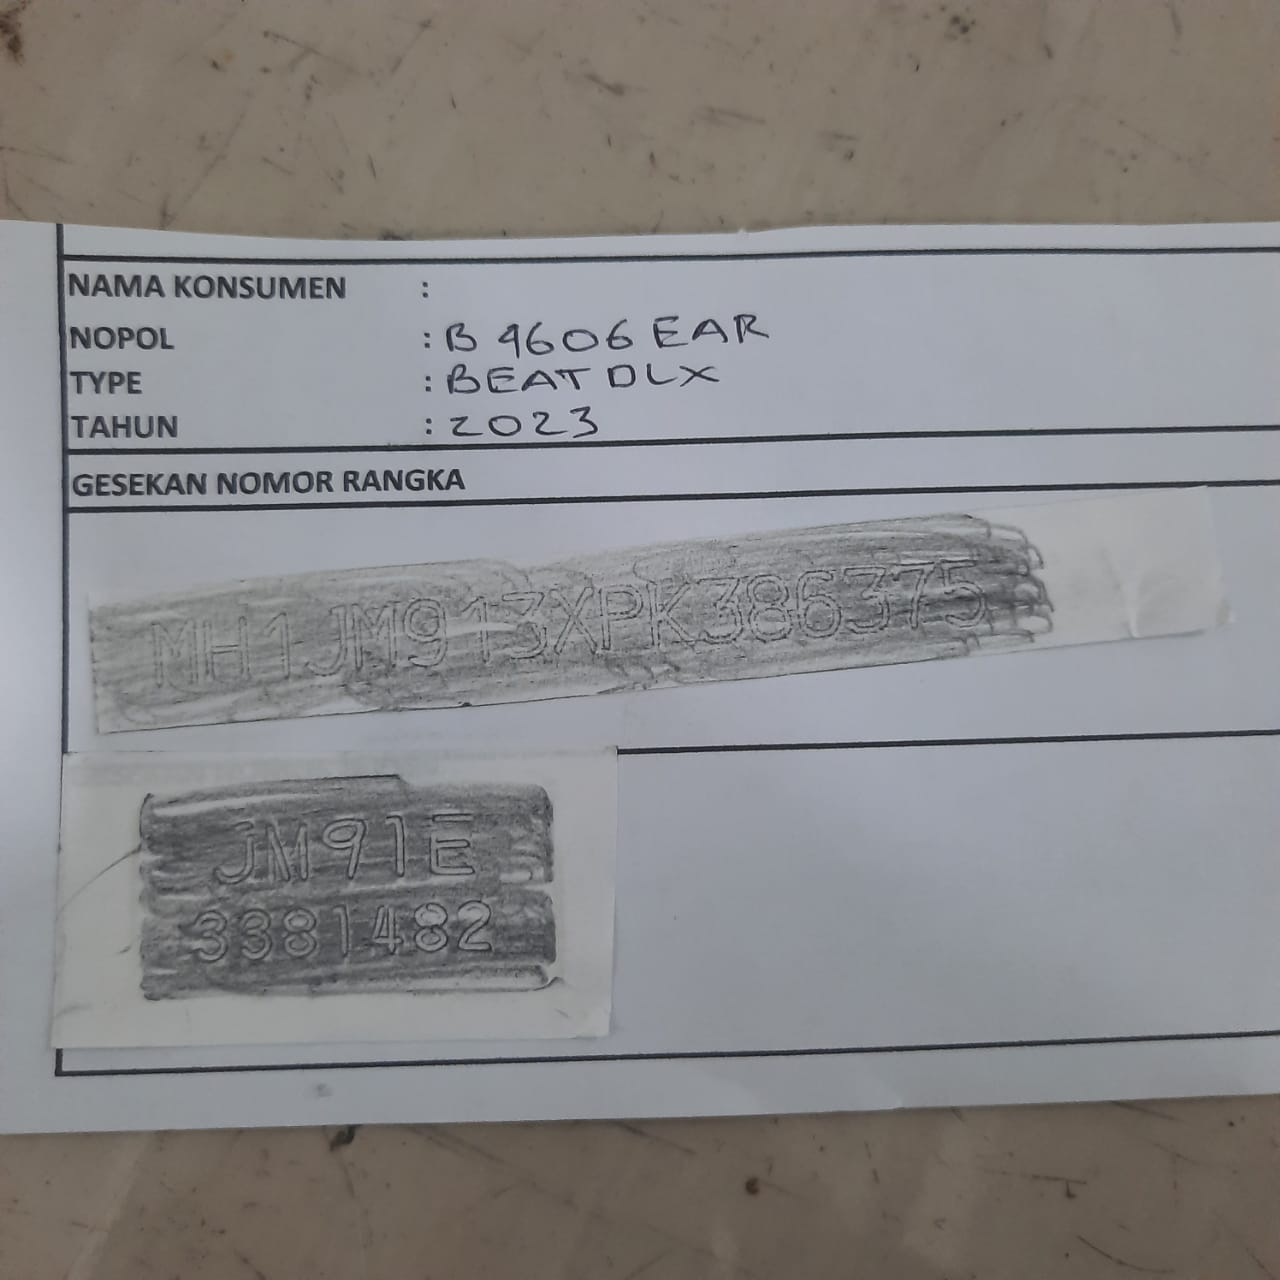 NAMA KONSUMEN :
NOPOL : B 4606 EAR
TYPE : BEAT DLX
TAHUN : 2023
GESEKAN NOMOR RANGKA
MH1JM913XPK386375
JM91E
3381482